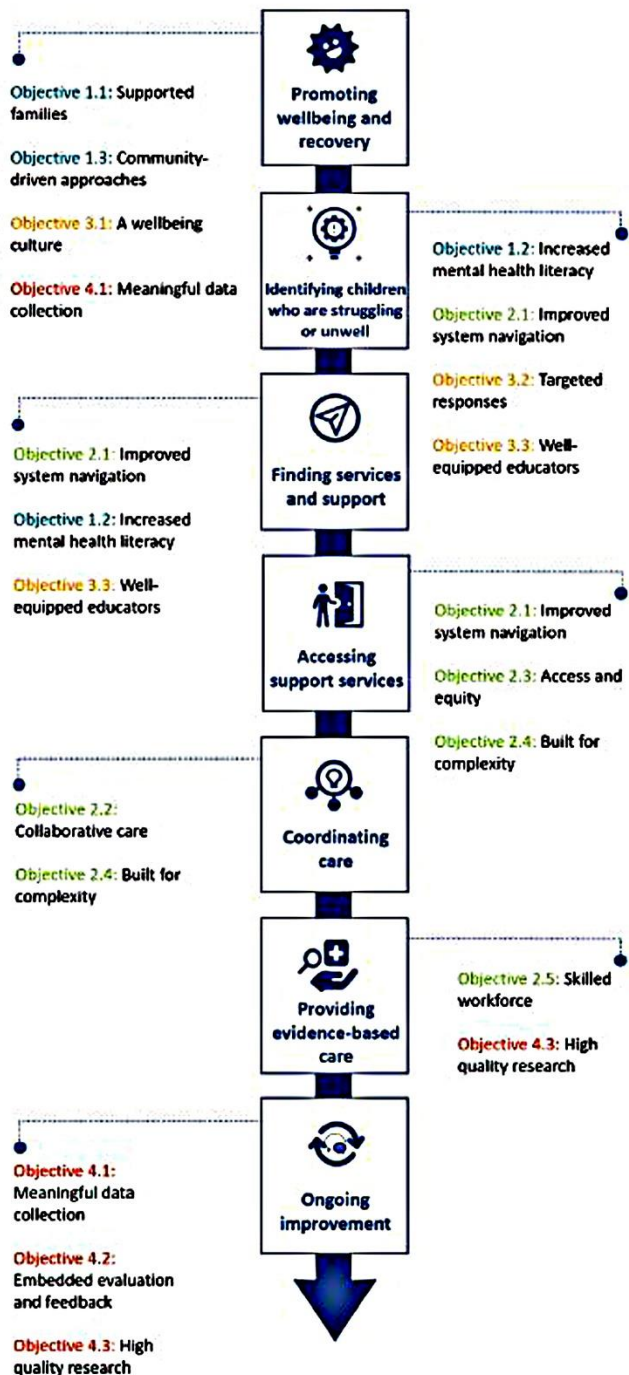 Promoting
wellbeing and
recovery
Objective 1.1: Supported
families
Objective 1.3: Community-
driven approaches
Objective 3.1: A wellbeing
culture
Objective 4.1: Meaningful data
collection
Identifying children
who are struggling
or unwell
Objective 1.2: Increased
mental health literacy
Objective 2.1: Improved
system navigation
Objective 3.2: Targeted
responses
Objective 3.3: Well-
equipped educators
Finding services
and support
Objective 2.1: Improved
system navigation
Objective 1.2: Increased
mental health literacy
Objective 3.3: Well-
equipped educators
Accessing
support services
Objective 2.1: Improved
system navigation
Objective 2.3: Access and
equity
Objective 2.4: Built for
complexity
Coordinating
care
Objective 2.2:
Collaborative care
Objective 2.4: Built for
complexity
Providing
evidence-based
care
Objective 2.5: Skilled
workforce
Objective 4.3: High
quality research
Ongoing
improvement
Objective 4.1:
Meaningful data
collection
Objective 4.2:
Embedded evaluation
and feedback
Objective 4.3: High
quality research